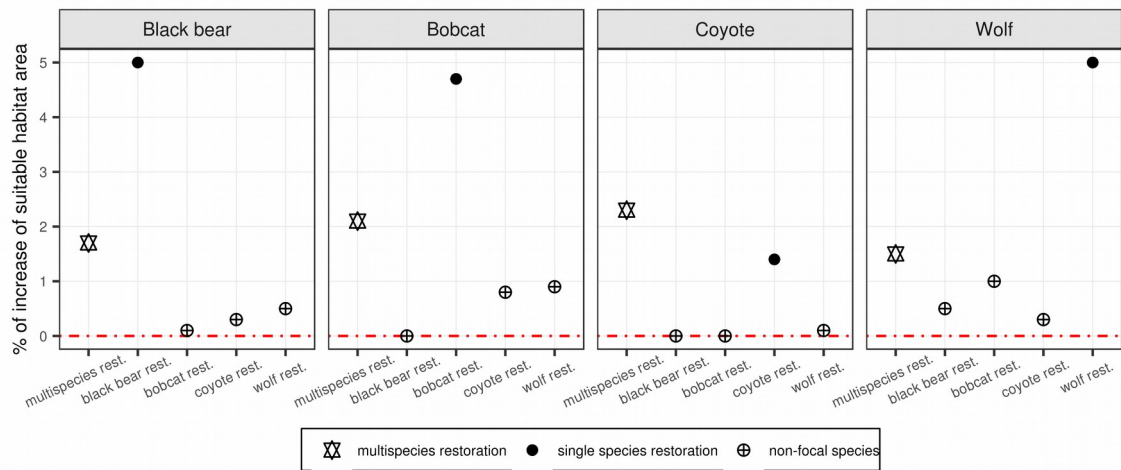 Black bear Bobcat Coyote Wolf
% of increase of suitable habitat area
5
4
3
2
1
0
multispecies rest. black bear rest. bobcat rest. coyote rest. wolf rest. multispecies rest. black bear rest. bobcat rest. coyote rest. wolf rest. multispecies rest. black bear rest. bobcat rest. coyote rest. wolf rest. multispecies rest. black bear rest. bobcat rest. coyote rest. wolf rest.
multispecies restoration single species restoration non-focal species